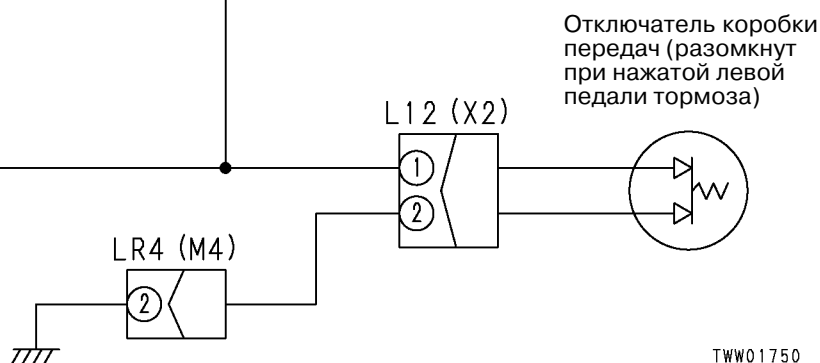 Отключатель коробки
передач (разомкнут
при нажатой левой
педали тормоза)
L12 (X2)
1
2
LR4 (M4)
2
TWW01750